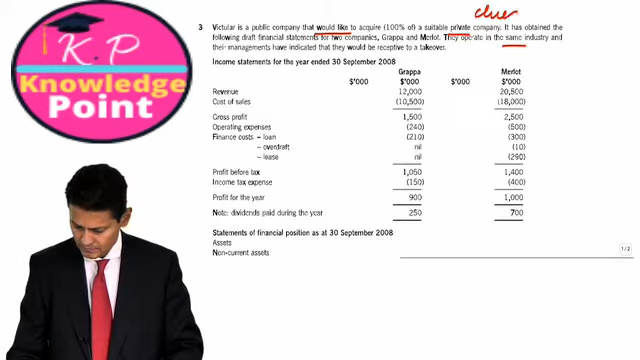 clues
3 Victular is a public company that would like to acquire (100% of) a suitable private company. It has obtained the
following draft financial statements for two companies, Grappa and Merlot. They operate in the same industry and
their managements have indicated that they would be receptive to a takeover.
Income statements for the year ended 30 September 2008
Grappa Merlot
$'000 $'000 $'000 $'000
Revenue 12,000 20,500
Cost of sales (10,500) (18,000)
Gross profit 1,500 2,500
Operating expenses (240) (500)
Finance costs – loan (210) (300)
– overdraft nil (10)
– lease nil (290)
Profit before tax 1,050 1,400
Income tax expense (150) (400)
Profit for the year 900 1,000
Note: dividends paid during the year 250 700
Statements of financial position as at 30 September 2008
Assets
Non-current assets
1/2
K.P
Knowledge
Point